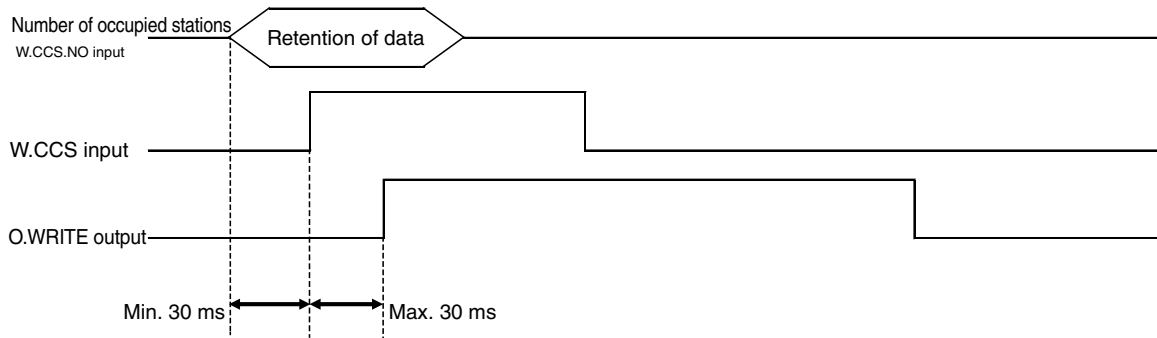 Number of occupied stations
W.CCS.NO input
Retention of data
W.CCS input
O.WRITE output
Min. 30 ms
Max. 30 ms